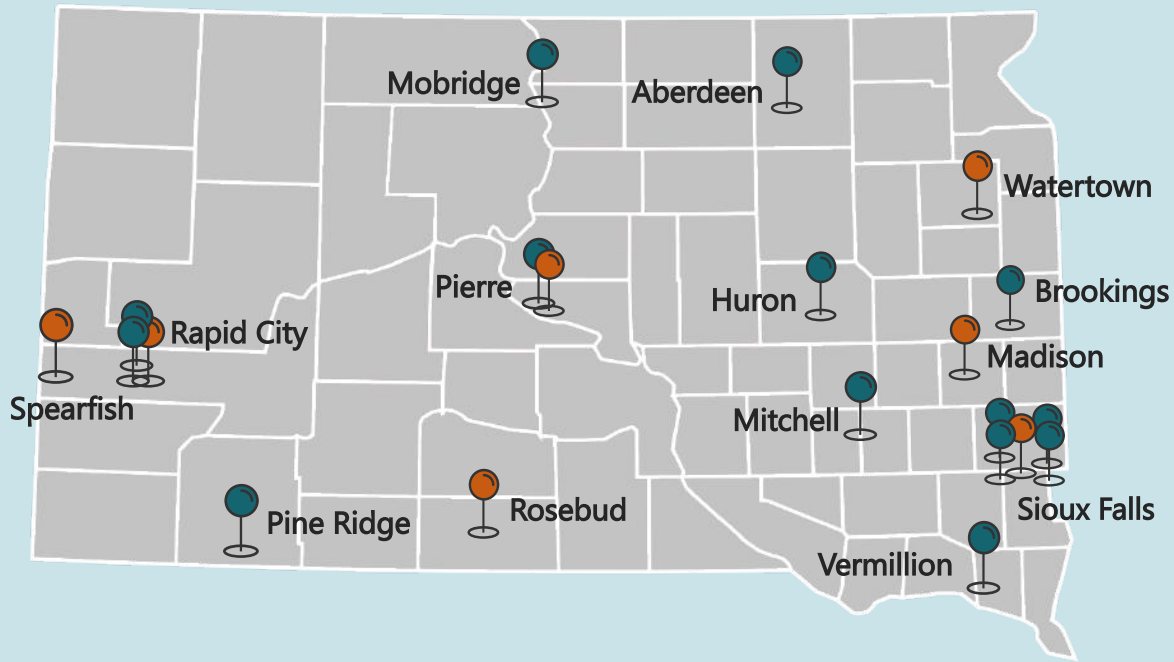 Mobridge
Aberdeen
Watertown
Pierre
Huron
Brookings
Rapid City
Madison
Spearfish
Mitchell
Pine Ridge
Rosebud
Sioux Falls
Vermillion